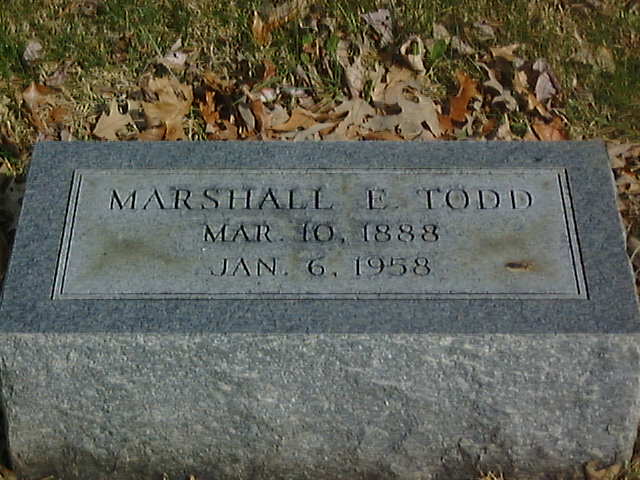 MARSHALL E. TODD
MAR. 10, 1888
JAN. 6, 1958